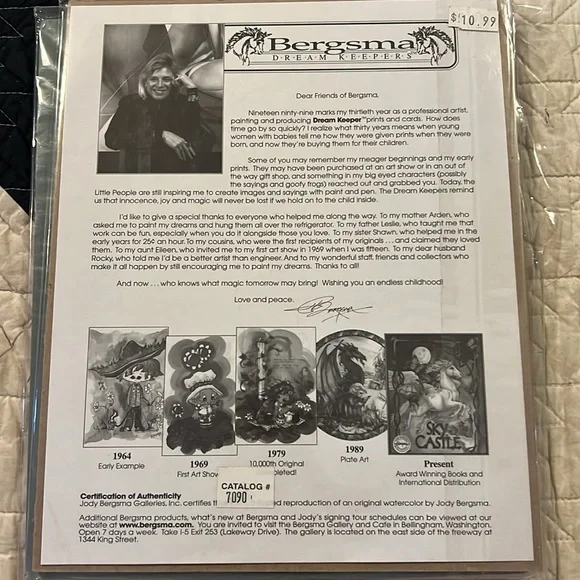 $10.99
Bergsma
DREAM KEEPERS
Dear Friends of Bergsma,
Nineteen ninty-nine marks my thirtieth year as a professional artist,
painting and producing Dream Keeper™ prints and cards. How does
time go by so quickly? I realize what thirty years means when young
women with babies tell me how they were given prints when they were
born, and now they're buying them for their children.
Some of you may remember my meager beginnings and my early
prints. They may have been purchased at an art show or in an out
of the way gift shop, and something in my big eyed characters (possibly
the sayings and goofy frogs) reached out and grabbed you. Today, the
Little People are still inspiring me to create images and sayings with paint and pen. The Dream Keepers remind
us that innocence, joy and magic will never be lost if we hold on to the child inside.
I'd like to give a special thanks to everyone who helped me along the way. To my mother Arden, who
asked me to paint my dreams and hung them all over the refrigerator. To my father Leslie, who taught me that
work can be fun, especially when you do it alongside those you love. To my sister Shawn, who helped me in the
early years for 25¢ an hour. To my cousins, who were the first recipients of my originals . . . and claimed they loved
them. To my aunt Eileen, who invited me to my first art show in 1969 when I was fifteen. To my dear husband
Rocky, who told me I'd be a better artist than engineer. And to my wonderful staff, friends and collectors who
make it all happen by still encouraging me to paint my dreams. Thanks to all!
And now . . . who knows what magic tomorrow may bring! Wishing you an endless childhood!
Love and peace,
1964
Early Example
1969
First Art Show
1979
10,000th Original
pleted!
1989
Plate Art
SKY
CASTLE
Present
Award Winning Books and
International Distribution
CATALOG #
7090
Certification of Authenticity
Jody Bergsma Galleries, Inc. certifies th ed reproduction of an original watercolor by Jody Bergsma.
Additional Bergsma products, what's new at Bergsma and Jody's signing tour schedules can be viewed at our
website at www.bergsma.com. You are invited to visit the Bergsma Gallery and Cafe in Bellingham, Washington.
Open 7 days a week. Take I-5 Exit 253 (Lakeway Drive). The gallery is located on the east side of the freeway at
1344 King Street.